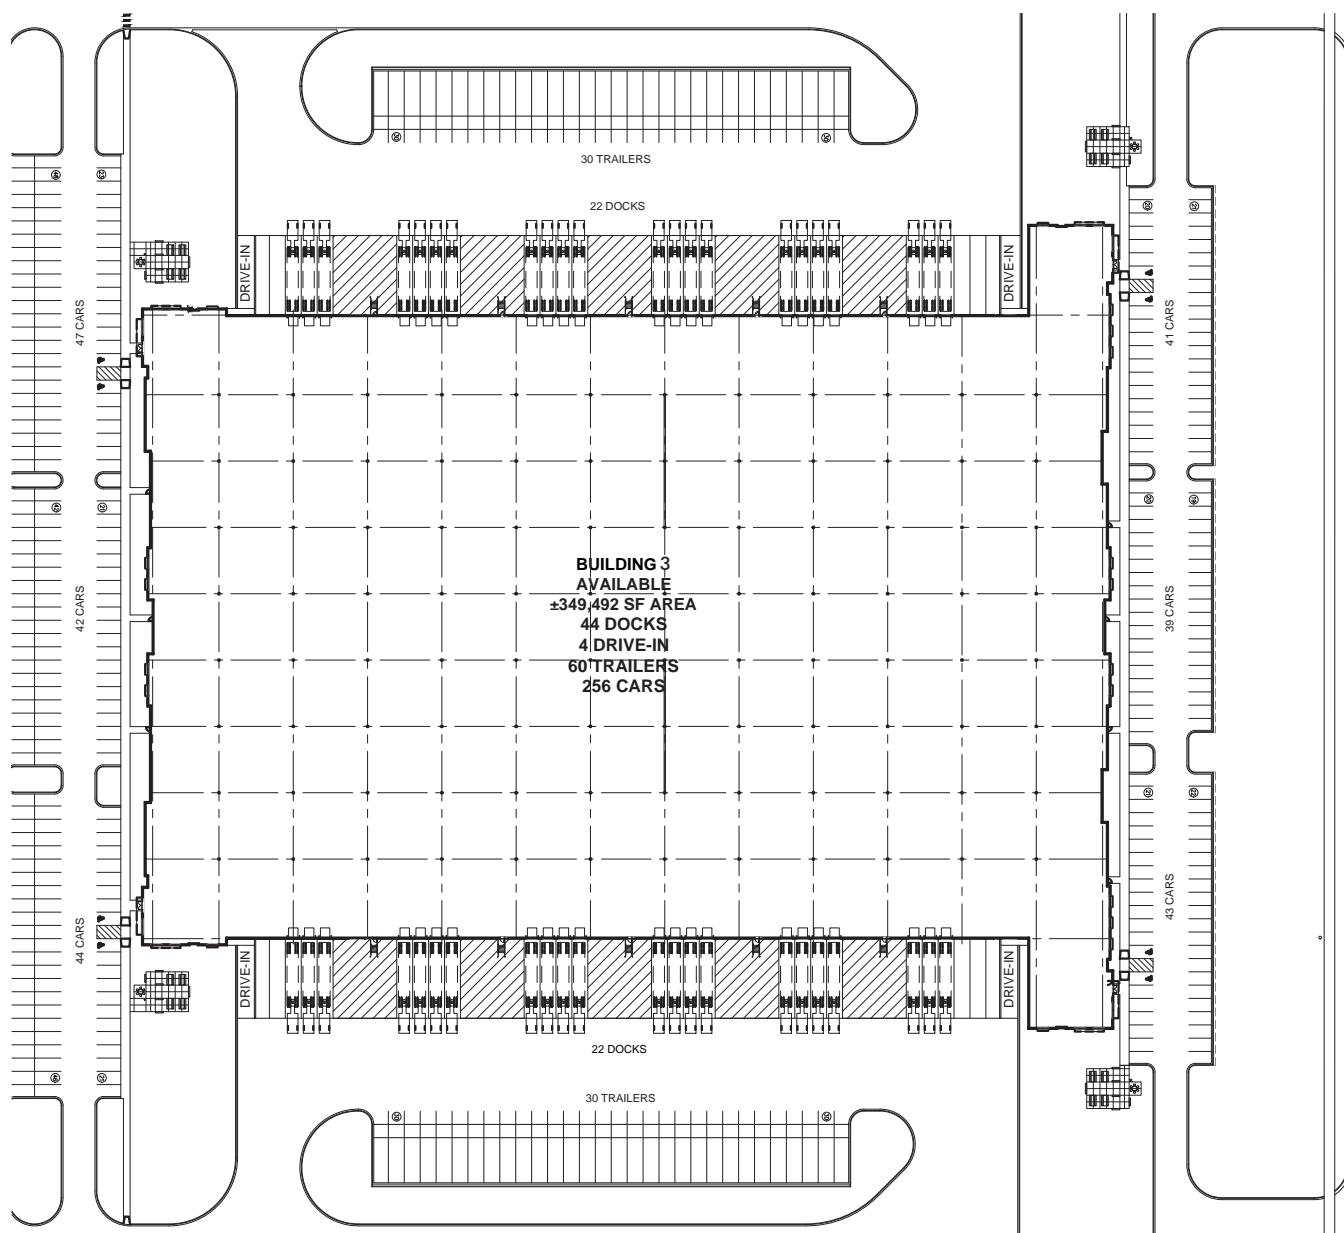 30 TRAILERS
22 DOCKS
DRIVE-IN
DRIVE-IN
47 CARS
41 CARS
BUILDING 3
AVAILABLE
±349,492 SF AREA
44 DOCKS
4 DRIVE-IN
60 TRAILERS
256 CARS
42 CARS
39 CARS
44 CARS
43 CARS
DRIVE-IN
DRIVE-IN
22 DOCKS
30 TRAILERS